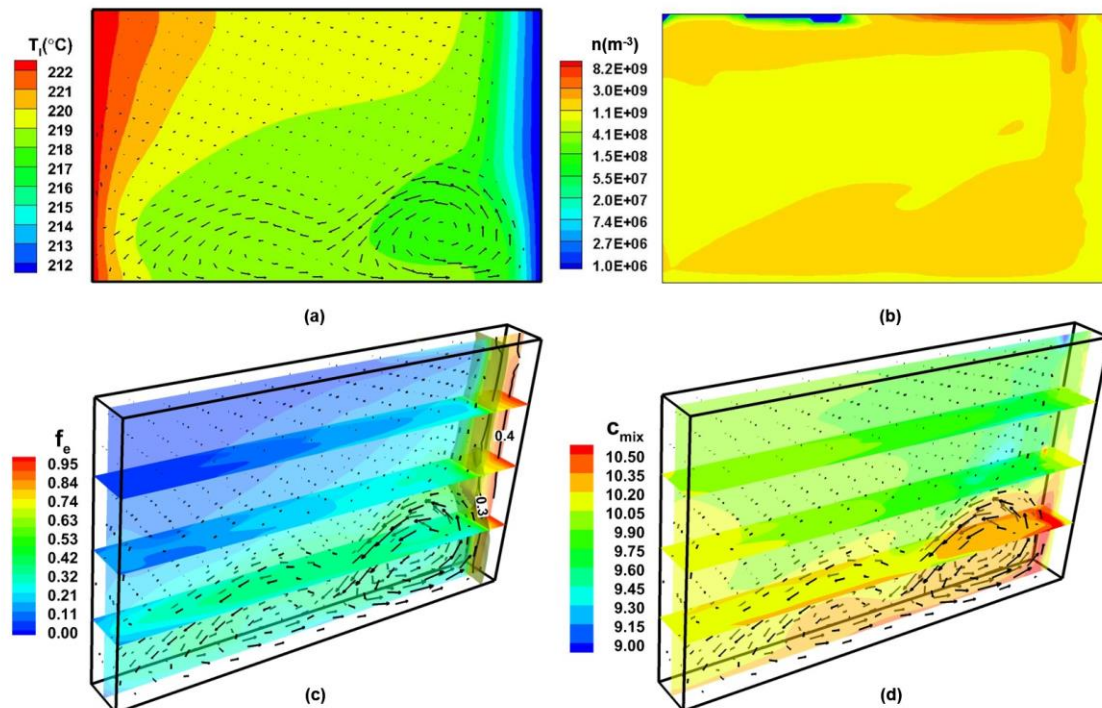 T_l(°C)
222
221
220
219
218
217
216
215
214
213
212
(a)
n(m⁻³)
8.2E+09
3.0E+09
1.1E+09
4.1E+08
1.5E+08
5.5E+07
2.0E+07
7.4E+06
2.7E+06
1.0E+06
(b)
f_e
0.95
0.84
0.74
0.63
0.53
0.42
0.32
0.21
0.11
0.00
0.4
0.3
(c)
c_mix
10.50
10.35
10.20
10.05
9.90
9.75
9.60
9.45
9.30
9.15
9.00
(d)